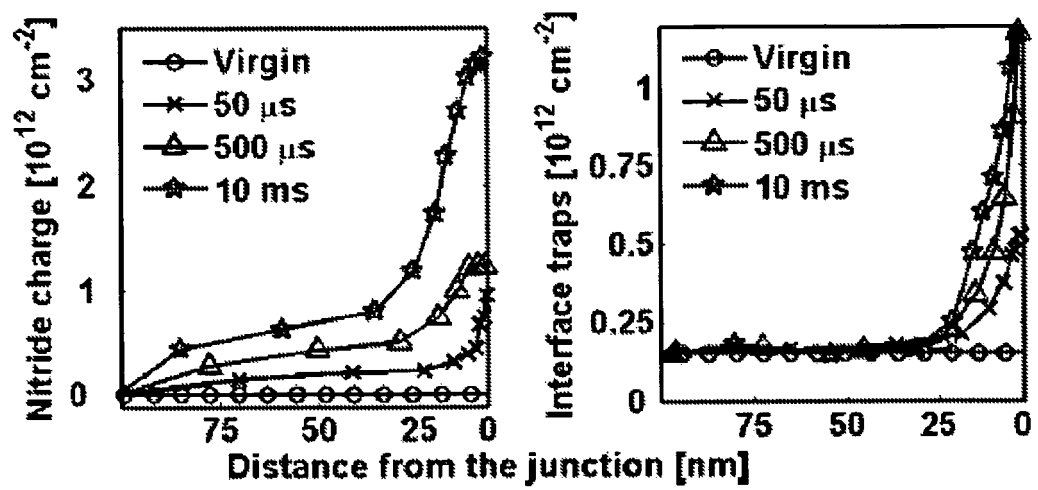 Nitride charge [10¹² cm⁻²]
3
2
1
0
Virgin
50 μs
500 μs
10 ms
75
50
25
0
Interface traps [10¹² cm⁻²]
1
0.75
0.5
0.25
0
Virgin
50 μs
500 μs
10 ms
75
50
25
0
Distance from the junction [nm]